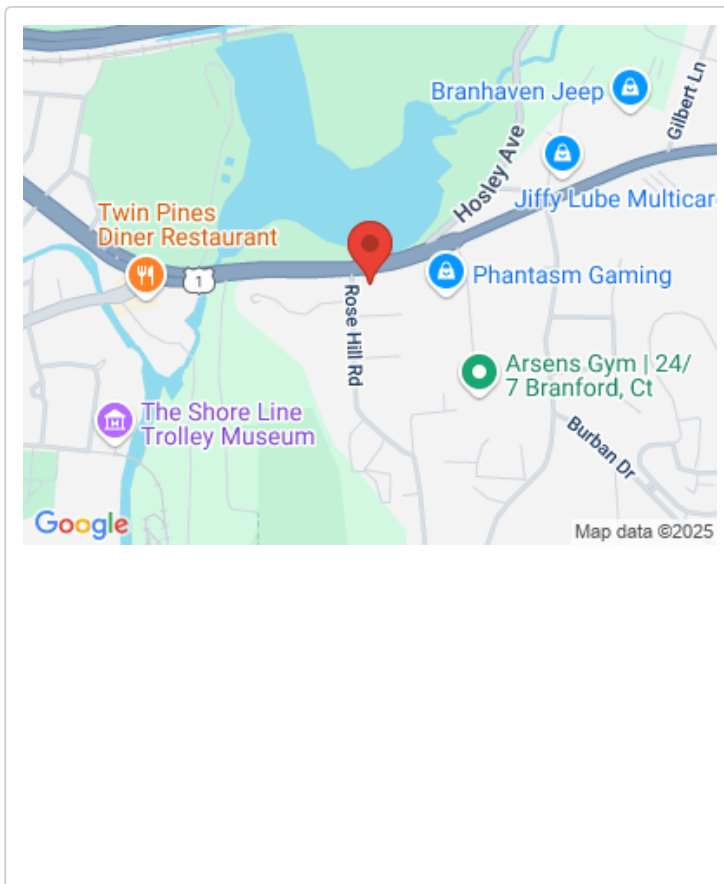 Branhaven Jeep
Gilbert Ln
Hosley Ave
Jiffy Lube Multicar
Twin Pines
Diner Restaurant
1
Phantasm Gaming
Rose Hill Rd
Arsens Gym | 24/
7 Branford, Ct
The Shore Line
Trolley Museum
Burban Dr
Google
Map data ©2025